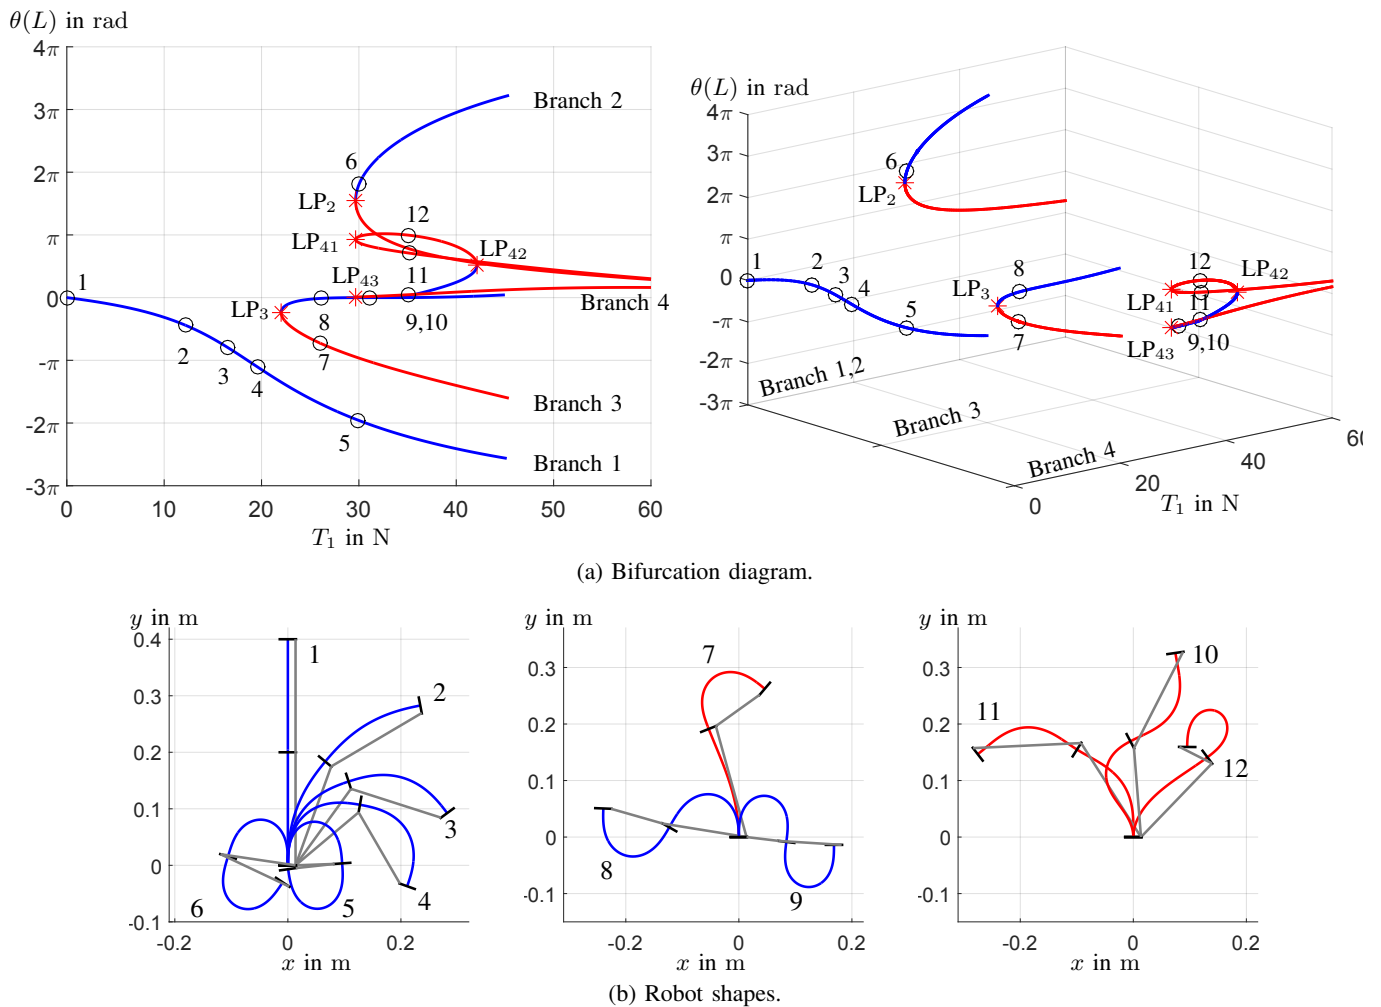 θ(L) in rad
4π
3π
2π
π
0
-π
-2π
-3π
0
10
20
30
40
50
60
T₁ in N
Branch 2
6
LP₂
12
LP₄₁
LP₄₂
LP₄₃
11
1
LP₃
8
9,10
Branch 4
2
3
4
7
Branch 3
5
Branch 1
θ(L) in rad
4π
3π
2π
π
0
-π
-2π
-3π
6
LP₂
1
2
3
4
5
8
LP₃
7
12
LP₄₂
LP₄₁
11
LP₄₃
9,10
Branch 1,2
Branch 3
Branch 4
0
20
40
60
T₁ in N
(a) Bifurcation diagram.
y in m
0.4
0.3
0.2
0.1
0
-0.1
-0.2
0
0.2
x in m
1
2
3
4
5
6
y in m
0.3
0.2
0.1
0
-0.1
-0.2
0
0.2
x in m
7
8
9
y in m
0.3
0.2
0.1
0
-0.1
-0.2
0
0.2
x in m
10
11
12
(b) Robot shapes.